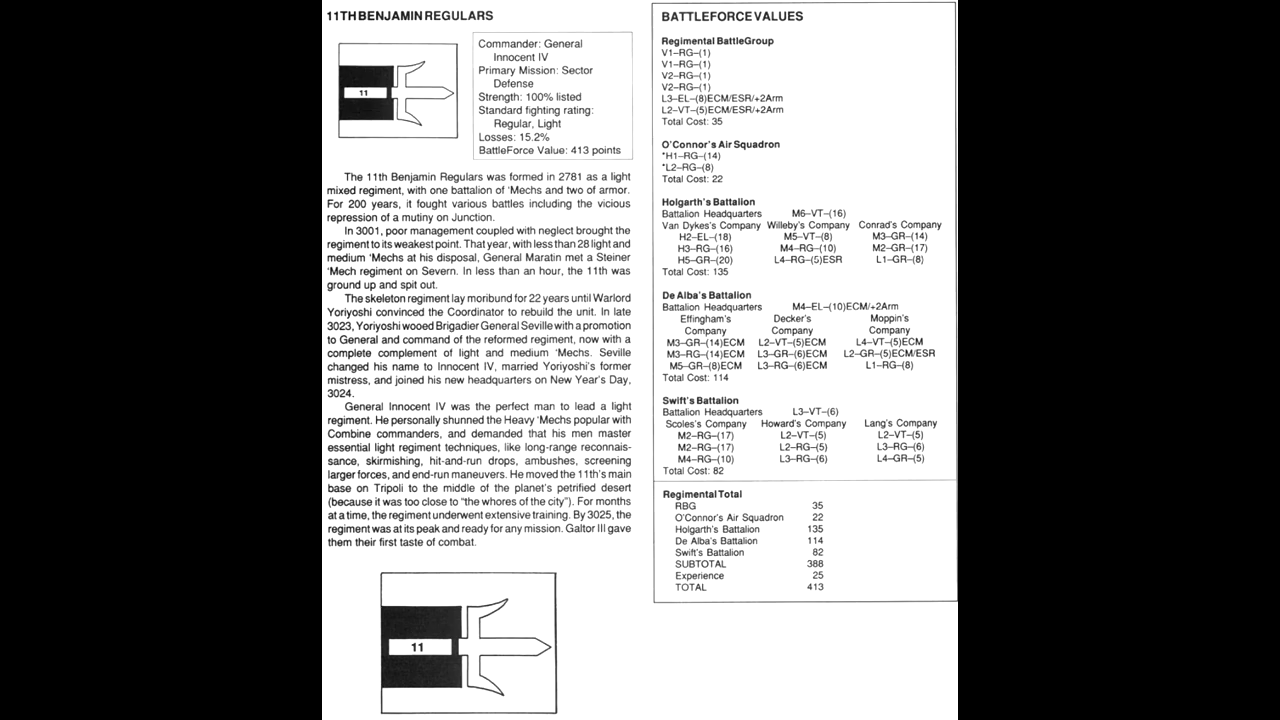 11TH BENJAMIN REGULARS
11
Commander: General
Innocent IV
Primary Mission: Sector
Defense
Strength: 100% listed
Standard fighting rating:
Regular, Light
Losses: 15.2%
BattleForce Value: 413 points
The 11th Benjamin Regulars was formed in 2781 as a light
mixed regiment, with one battalion of 'Mechs and two of armor.
For 200 years, it fought various battles including the vicious
repression of a mutiny on Junction.
In 3001, poor management coupled with neglect brought the
regiment to its weakest point. That year, with less than 28 light and
medium 'Mechs at his disposal, General Maratin met a Steiner
'Mech regiment on Severn. In less than an hour, the 11th was
ground up and spit out.
The skeleton regiment lay moribund for 22 years until Warlord
Yoriyoshi convinced the Coordinator to rebuild the unit. In late
3023, Yoriyoshi wooed Brigadier General Seville with a promotion
to General and command of the reformed regiment, now with a
complete complement of light and medium 'Mechs. Seville
changed his name to Innocent IV, married Yoriyoshi's former
mistress, and joined his new headquarters on New Year's Day,
3024.
General Innocent IV was the perfect man to lead a light
regiment. He personally shunned the Heavy 'Mechs popular with
Combine commanders, and demanded that his men master
essential light regiment techniques, like long-range reconnais-
sance, skirmishing, hit-and-run drops, ambushes, screening
larger forces, and end-run maneuvers. He moved the 11th's main
base on Tripoli to the middle of the planet's petrified desert
(because it was too close to "the whores of the city"). For months
at a time, the regiment underwent extensive training. By 3025, the
regiment was at its peak and ready for any mission. Galtor III gave
them their first taste of combat.
11
BATTLEFORCE VALUES
Regimental BattleGroup
V1–RG–(1)
V1–RG–(1)
V2–RG–(1)
V2–RG–(1)
L3–EL–(8)ECM/ESR/+2Arm
L2–VT–(5)ECM/ESR/+2Arm
Total Cost: 35
O'Connor's Air Squadron
*H1–RG–(14)
*L2–RG–(8)
Total Cost: 22
Holgarth's Battalion
Battalion Headquarters M6–VT–(16)
Van Dykes's Company Willeby's Company Conrad's Company
H2–EL–(18) M5–VT–(8) M3–GR–(14)
H3–RG–(16) M4–RG–(10) M2–GR–(17)
H5–GR–(20) L4–RG–(5)ESR L1–GR–(8)
Total Cost: 135
De Alba's Battalion
Battalion Headquarters M4–EL–(10)ECM/+2Arm
Effingham's Decker's Moppin's
Company Company Company
M3–GR–(14)ECM L2–VT–(5)ECM L4–VT–(5)ECM
M3–RG–(14)ECM L3–GR–(6)ECM L2–GR–(5)ECM/ESR
M5–GR–(8)ECM L3–RG–(6)ECM L1–RG–(8)
Total Cost: 114
Swift's Battalion
Battalion Headquarters L3–VT–(6)
Scoles's Company Howard's Company Lang's Company
M2–RG–(17) L2–VT–(5) L2–VT–(5)
M2–RG–(17) L2–RG–(5) L3–RG–(6)
M4–RG–(10) L3–RG–(6) L4–GR–(5)
Total Cost: 82
Regimental Total
RBG 35
O'Connor's Air Squadron 22
Holgarth's Battalion 135
De Alba's Battalion 114
Swift's Battalion 82
SUBTOTAL 388
Experience 25
TOTAL 413